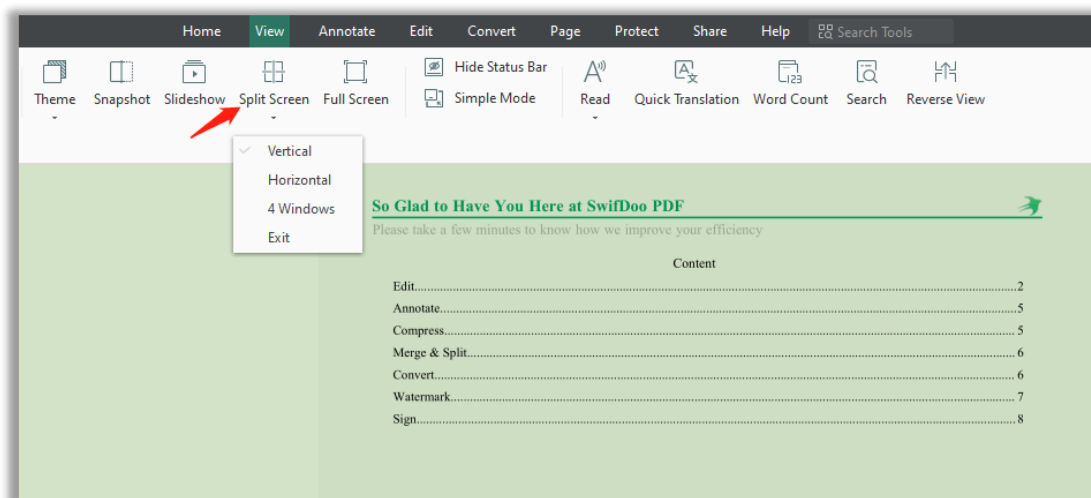 Home View Annotate Edit Convert Page Protect Share Help Search Tools
Hide Status Bar
Simple Mode
Theme Snapshot Slideshow Split Screen Full Screen Read Quick Translation Word Count Search Reverse View
Vertical
Horizontal
4 Windows
Exit
So Glad to Have You Here at SwifDoo PDF
Please take a few minutes to know how we improve your efficiency
Content
Edit....................2
Annotate....................5
Compress....................5
Merge & Split....................6
Convert....................6
Watermark....................7
Sign....................8